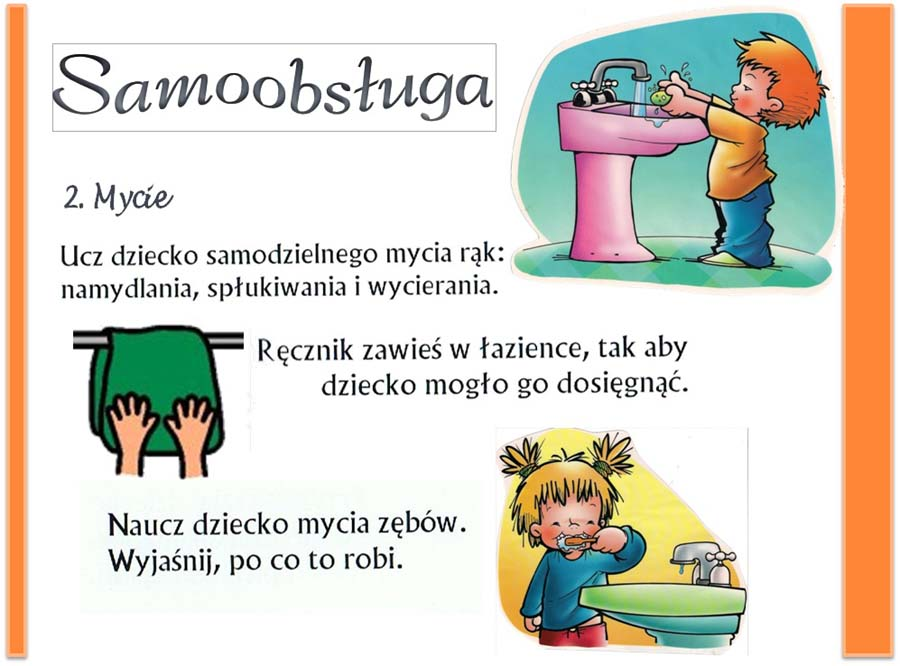 Samoobsługa
2. Mycie
Ucz dziecko samodzielnego mycia rąk:
namydlania, spłukiwania i wycierania.
Ręcznik zawieś w łazience, tak aby
dziecko mogło go dosięgnąć.
Naucz dziecko mycia zębów.
Wyjaśnij, po co to robi.